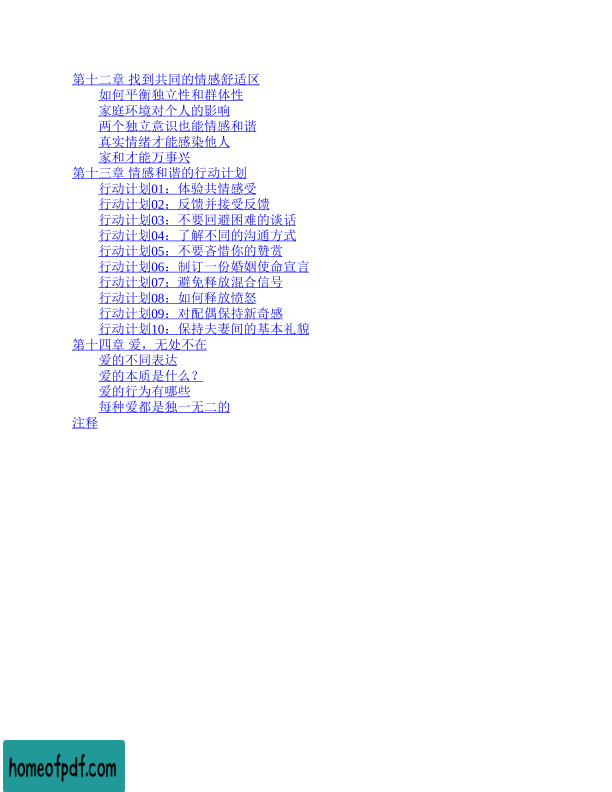 第十二章 找到共同的情感舒适区
如何平衡独立性和群体性
家庭环境对个人的影响
两个独立意识也能情感和谐
真实情绪才能感染他人
家和才能万事兴
第十三章 情感和谐的行动计划
行动计划01：体验共情感受
行动计划02：反馈并接受反馈
行动计划03：不要回避困难的谈话
行动计划04：了解不同的沟通方式
行动计划05：不要吝惜你的赞赏
行动计划06：制订一份婚姻使命宣言
行动计划07：避免释放混合信号
行动计划08：如何释放愤怒
行动计划09：对配偶保持新奇感
行动计划10：保持夫妻间的基本礼貌
第十四章 爱，无处不在
爱的不同表达
爱的本质是什么？
爱的行为有哪些
每种爱都是独一无二的
注释
homeofpdf.com